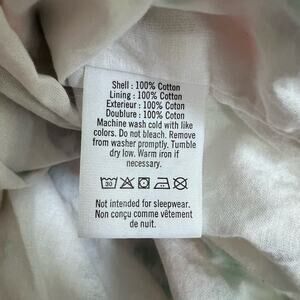 Shell : 100% Cotton
Lining : 100% Cotton
Exterieur : 100% Coton
Doublure : 100% Coton
Machine wash cold with like
colors. Do not bleach. Remove
from washer promptly. Tumble
dry low. Warm iron if
necessary.
30
Not intended for sleepwear.
Non conçu comme vêtement
de nuit.